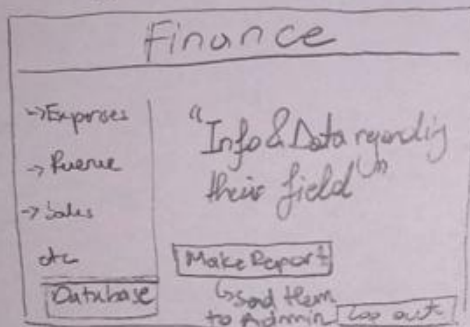 Finance
->Expenses
-> Revenue
-> Sales
etc
Database
"Info & Data regarding
their field"
Make Report
↳ Send them
to Admin
Log out